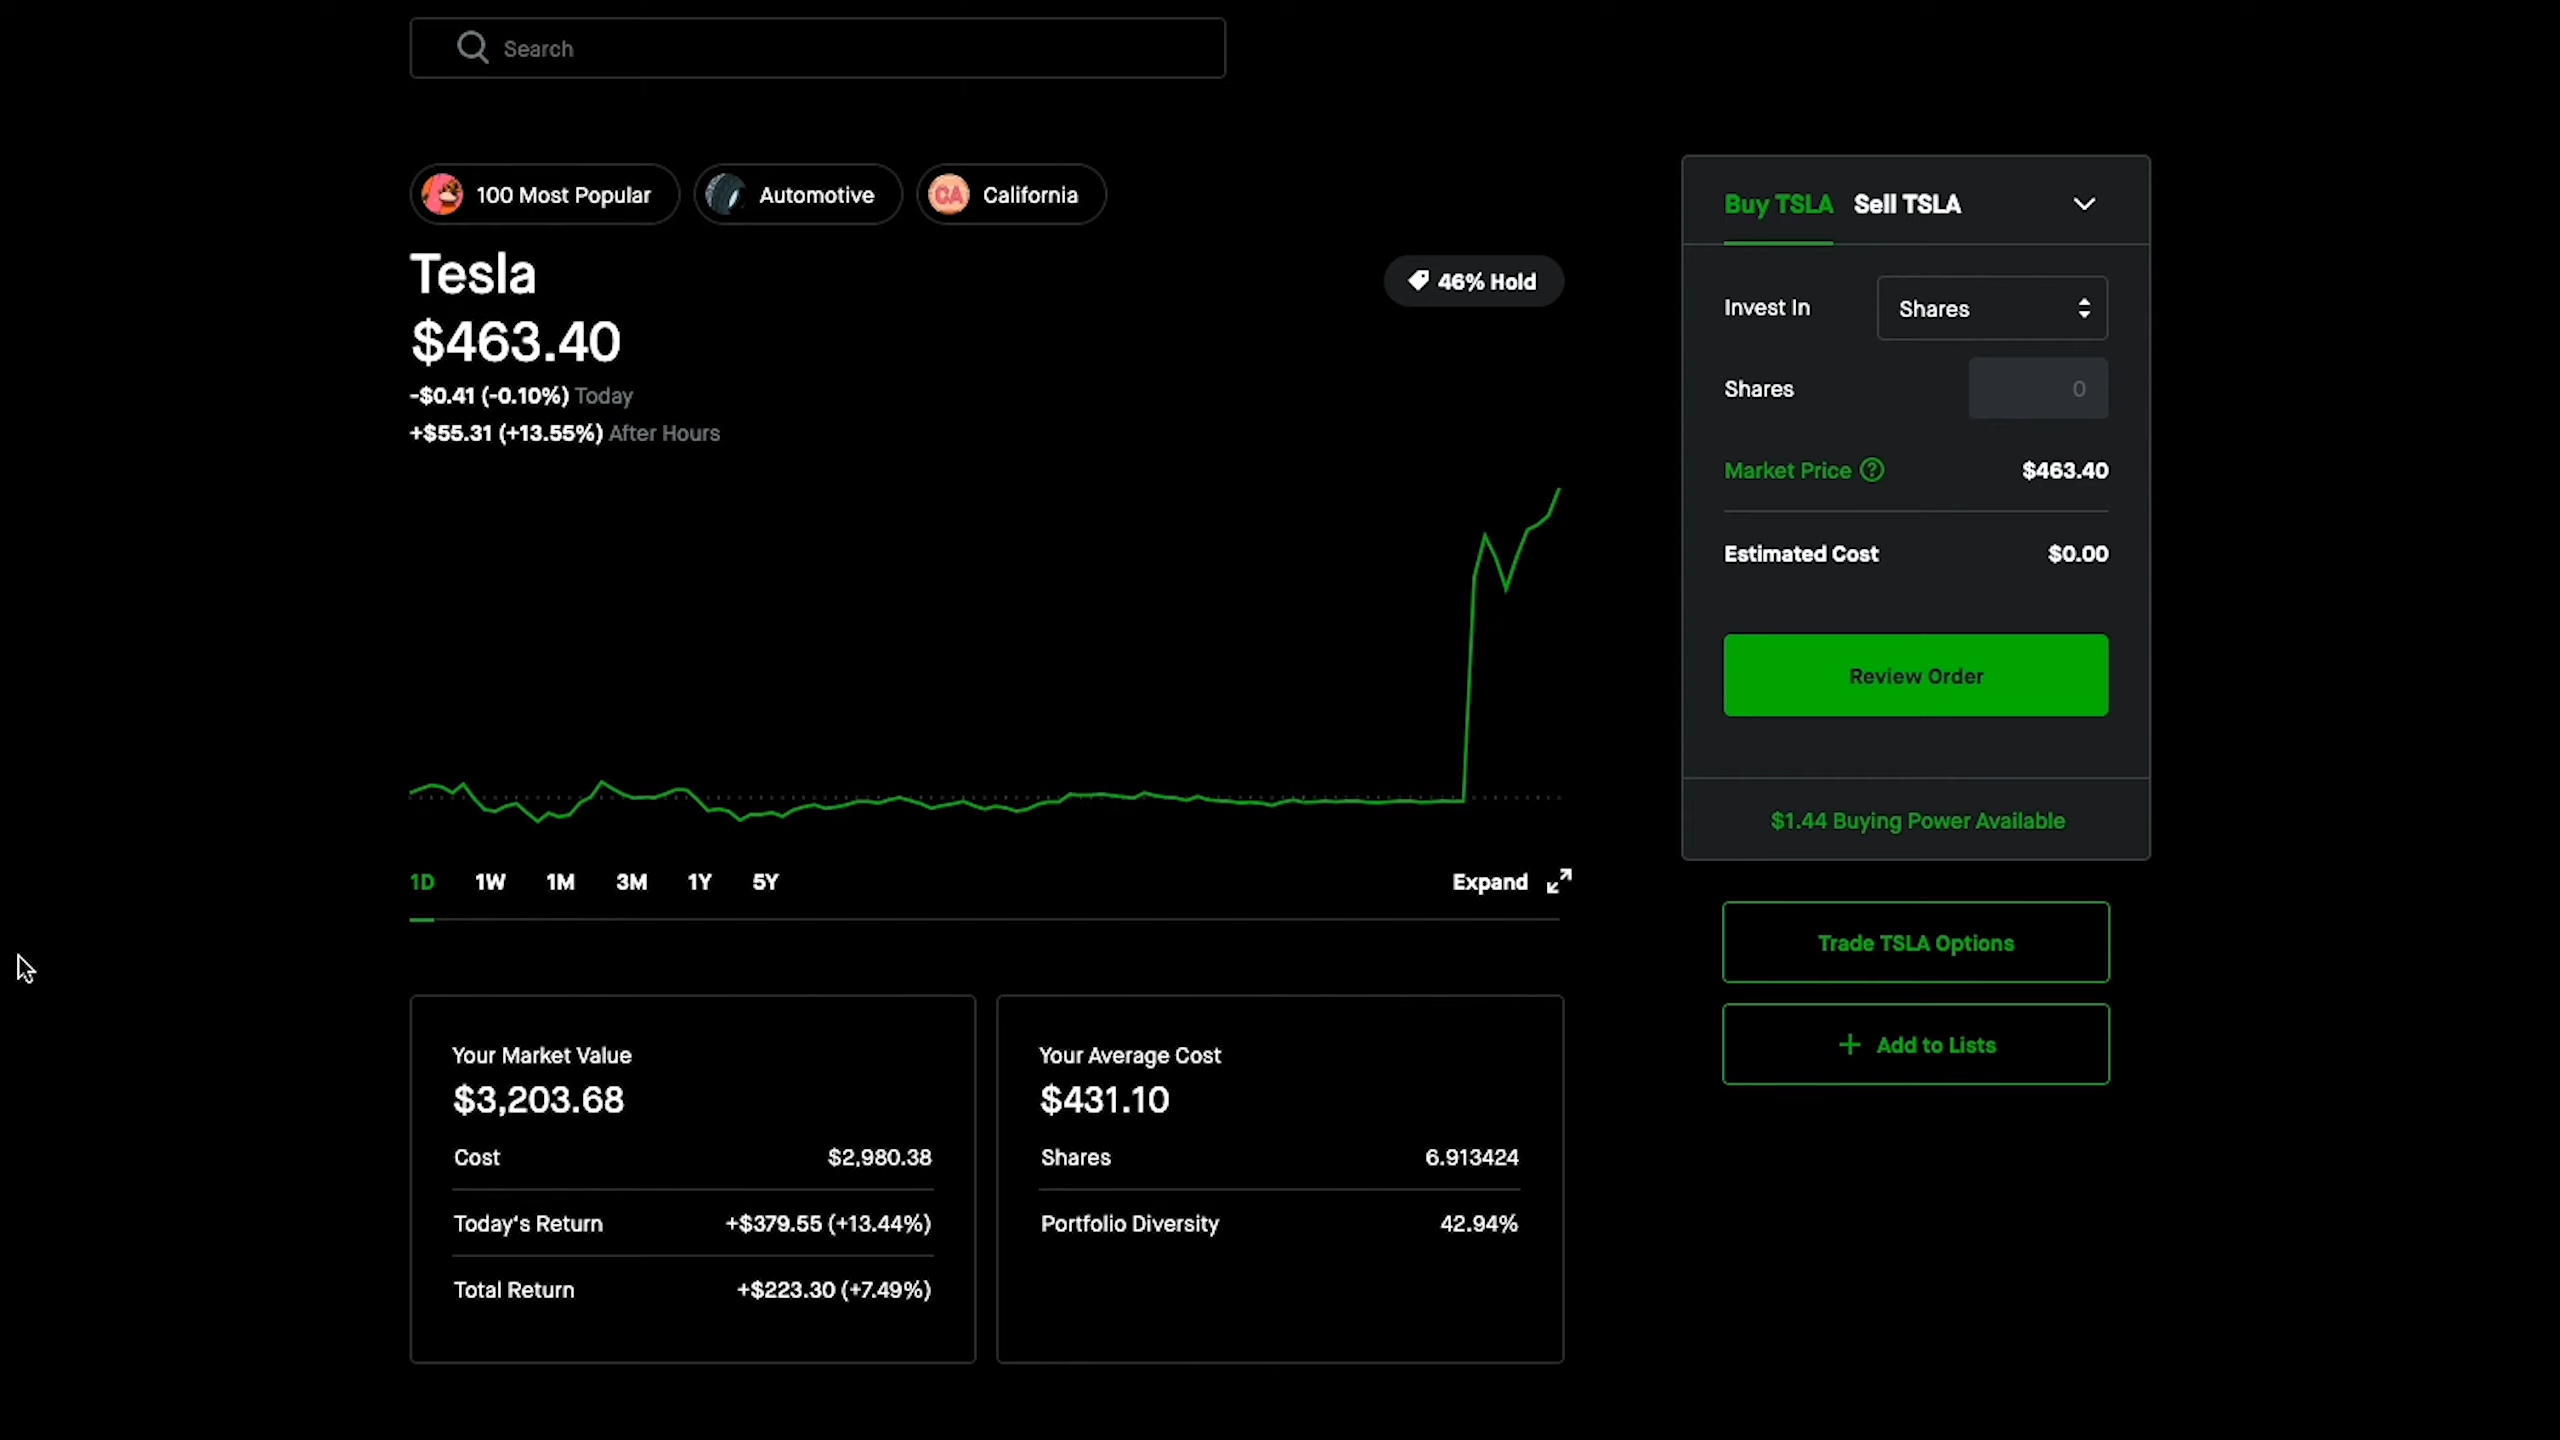 Search
100 Most Popular
Automotive
CA California
Tesla
46% Hold
$463.40
-$0.41 (-0.10%) Today
+$55.31 (+13.55%) After Hours
1D 1W 1M 3M 1Y 5Y
Expand
Your Market Value
$3,203.68
Cost $2,980.38
Today's Return +$379.55 (+13.44%)
Total Return +$223.30 (+7.49%)
Your Average Cost
$431.10
Shares 6.913424
Portfolio Diversity 42.94%
Buy TSLA Sell TSLA
Invest In Shares
Shares 0
Market Price ? $463.40
Estimated Cost $0.00
Review Order
$1.44 Buying Power Available
Trade TSLA Options
+ Add to Lists